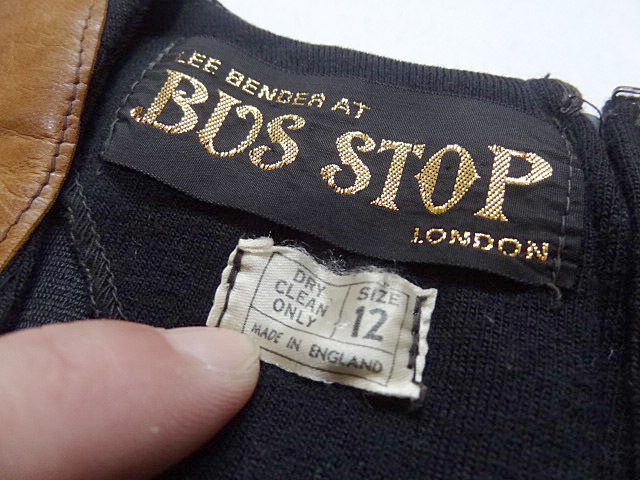 LEE BENDER AT
BUS STOP
LONDON
DRY
CLEAN
ONLY
SIZE
12
MADE IN ENGLAND